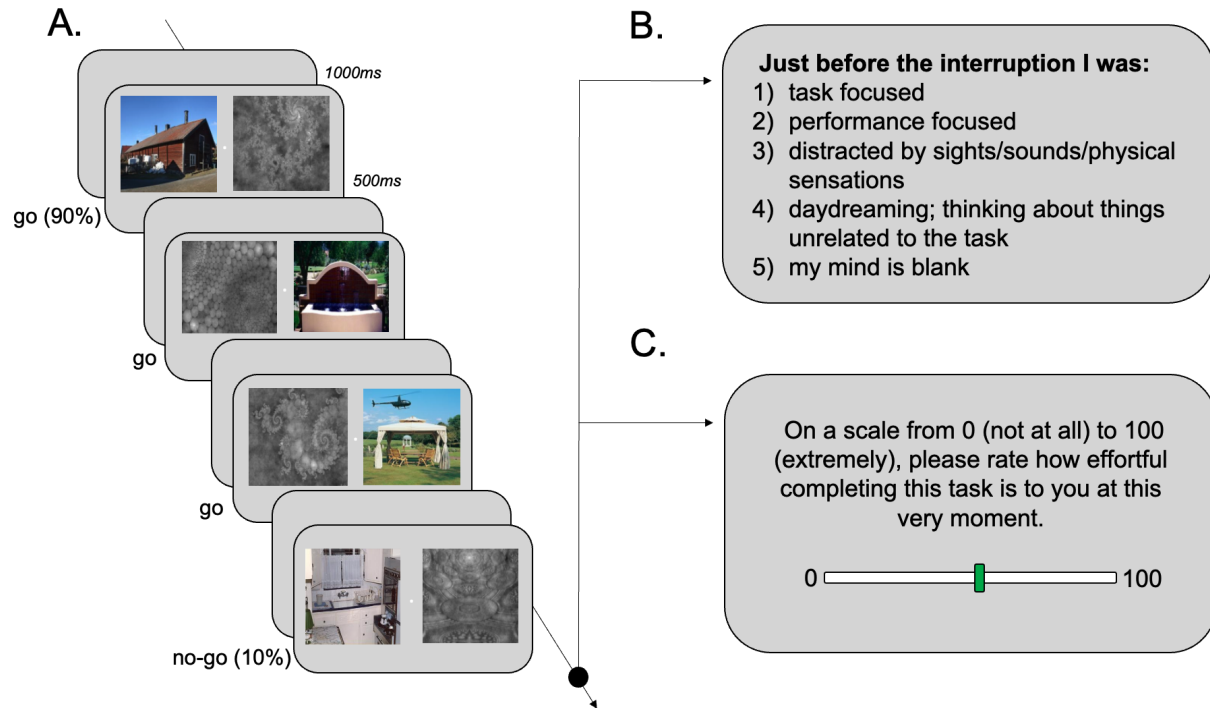 A.
1000ms
500ms
go (90%)
go
go
no-go (10%)
B.
Just before the interruption I was:
1) task focused
2) performance focused
3) distracted by sights/sounds/physical
sensations
4) daydreaming; thinking about things
unrelated to the task
5) my mind is blank
C.
On a scale from 0 (not at all) to 100
(extremely), please rate how effortful
completing this task is to you at this
very moment.
0 100